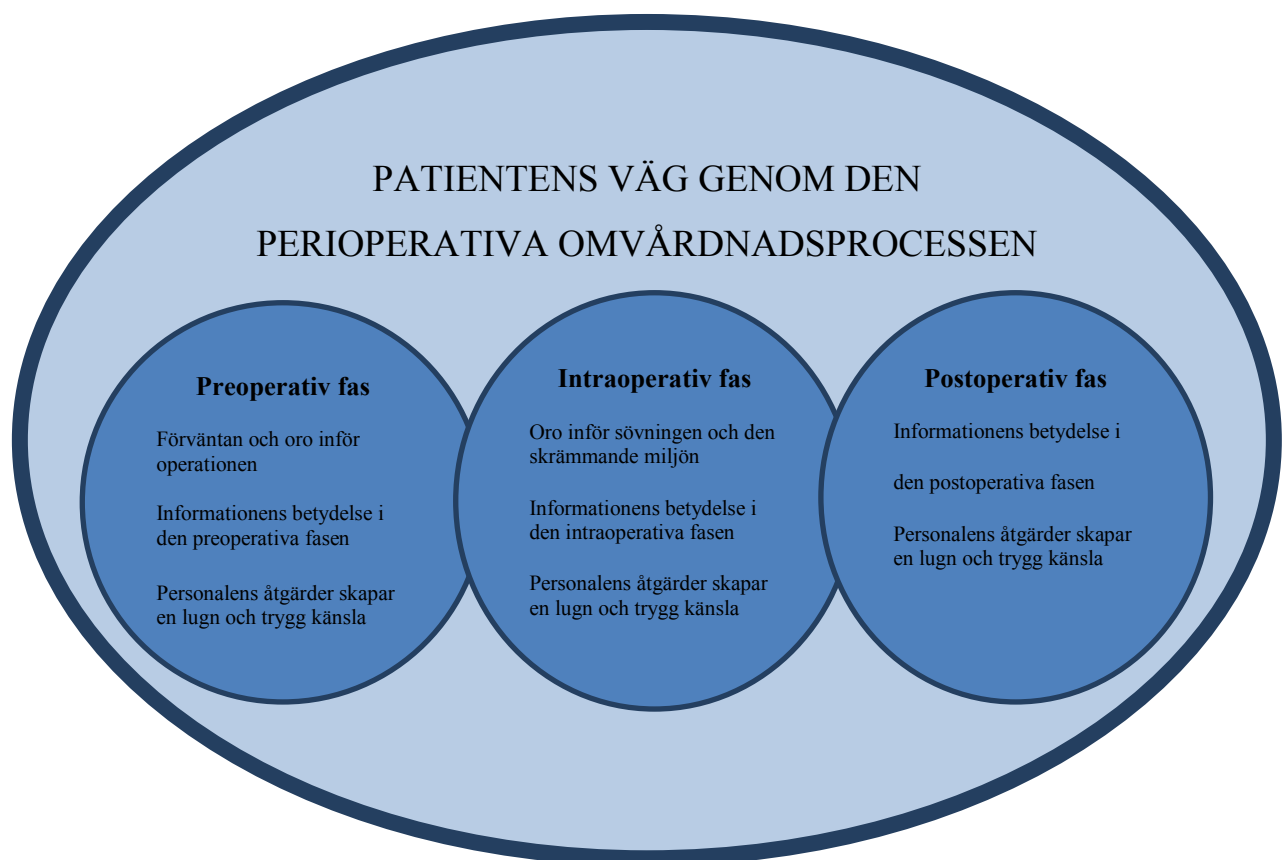 PATIENTENS VÄG GENOM DEN
PERIOPERATIVA OMVÅRDNADSPROCESSEN
Preoperativ fas
Förväntan och oro inför
operationen
Informationens betydelse i
den preoperativa fasen
Personalens åtgärder skapar
en lugn och trygg känsla
Intraoperativ fas
Oro inför sövningen och den
skrämmande miljön
Informationens betydelse i
den intraoperativa fasen
Personalens åtgärder skapar
en lugn och trygg känsla
Postoperativ fas
Informationens betydelse i
den postoperativa fasen
Personalens åtgärder skapar
en lugn och trygg känsla